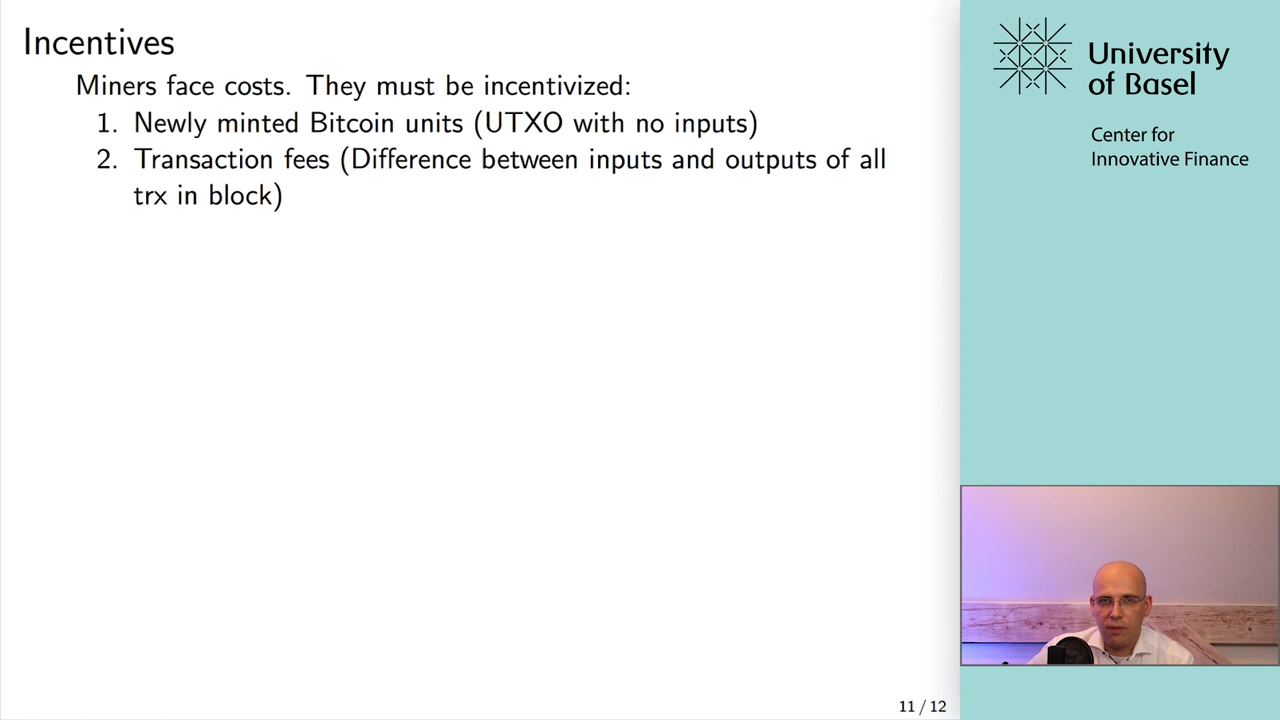 Incentives
Miners face costs. They must be incentivized:
1. Newly minted Bitcoin units (UTXO with no inputs)
2. Transaction fees (Difference between inputs and outputs of all
trx in block)
11 / 12
University
of Basel
Center for
Innovative Finance